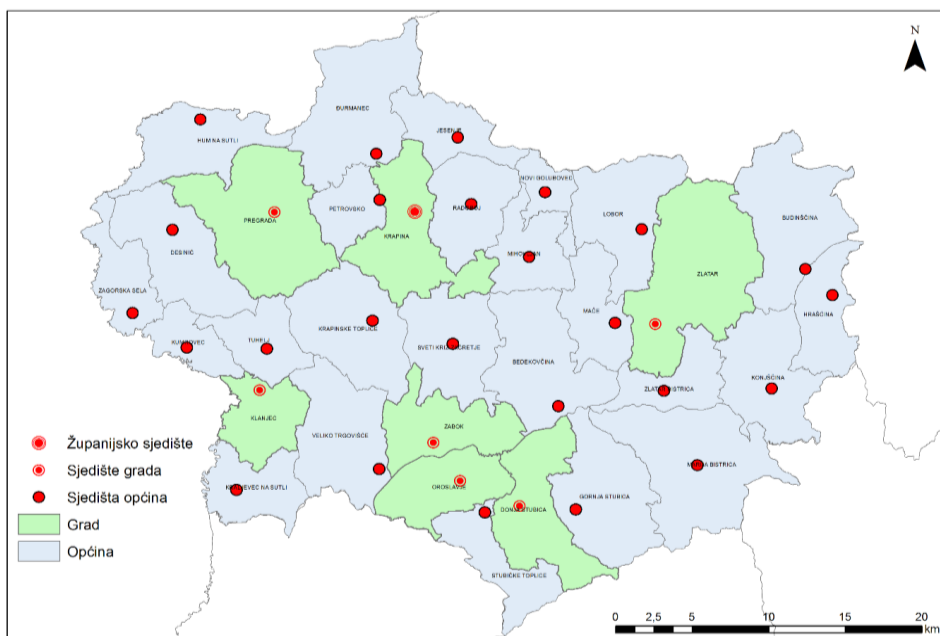 N
ĐURMANEC
JESENJE
HUM NA SUTLI
NOVI GOLUBOVEC
PETROVSKO
RADOBOJ
LOBOR
BUDINŠČINA
PREGRADA
KRAPINA
DESINIĆ
MIHOVLJAN
ZLATAR
ZAGORSKA SELA
MAČE
HRAŠĆINA
KRAPINSKE TOPLICE
KUMROVEC
TUHELJ
SVETI KRIŽ ZAČRETJE
BEDEKOVČINA
KONJŠČINA
ZLATAR BISTRICA
KLANJEC
ZABOK
VELIKO TRGOVIŠĆE
MARIJA BISTRICA
KRALJEVEC NA SUTLI
OROSLAVJE
GORNJA STUBICA
DONJA STUBICA
STUBIČKE TOPLICE
Županijsko sjedište
Sjedište grada
Sjedišta općina
Grad
Općina
0 2,5 5 10 15 20
km